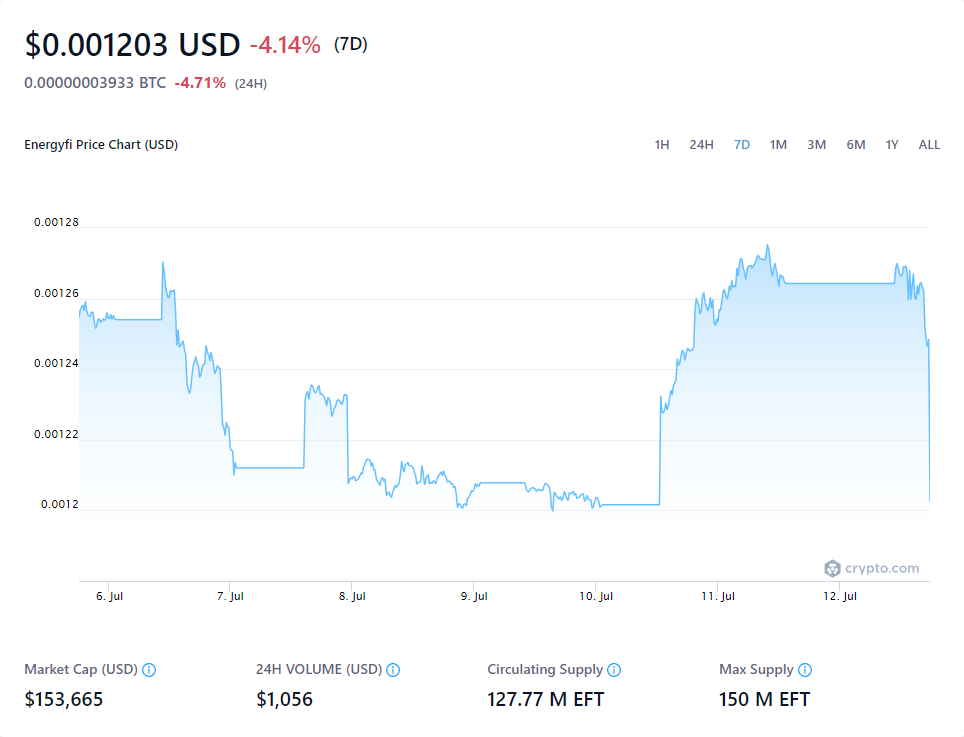 $0.001203 USD -4.14% (7D)
0.00000003933 BTC -4.71% (24H)
Energyfi Price Chart (USD) 1H 24H 7D 1M 3M 6M 1Y ALL
0.00128
0.00126
0.00124
0.00122
0.0012
crypto.com
6. Jul 7. Jul 8. Jul 9. Jul 10. Jul 11. Jul 12. Jul
Market Cap (USD) 24H VOLUME (USD) Circulating Supply Max Supply
$153,665 $1,056 127.77 M EFT 150 M EFT